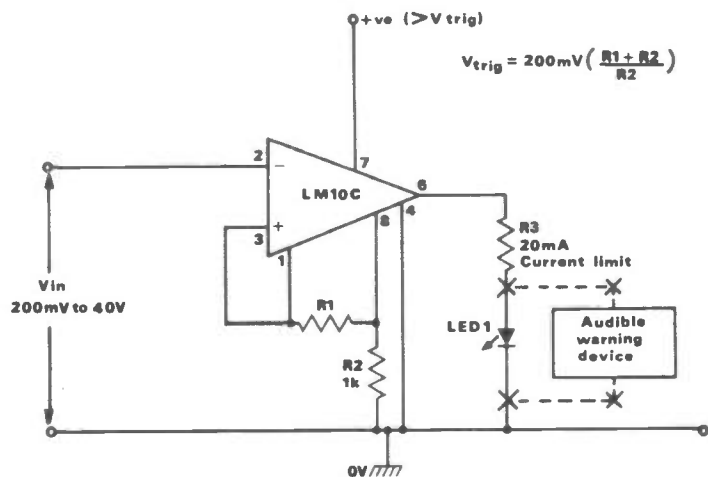 +ve (>V trig)
Vtrig = 200mV ( R1 + R2 / R2 )
2
−
7
LM10C
6
+
3
8
4
1
R3
20mA
Current limit
Vin
200mV to 40V
R1
LED1
Audible
warning
device
R2
1k
0V